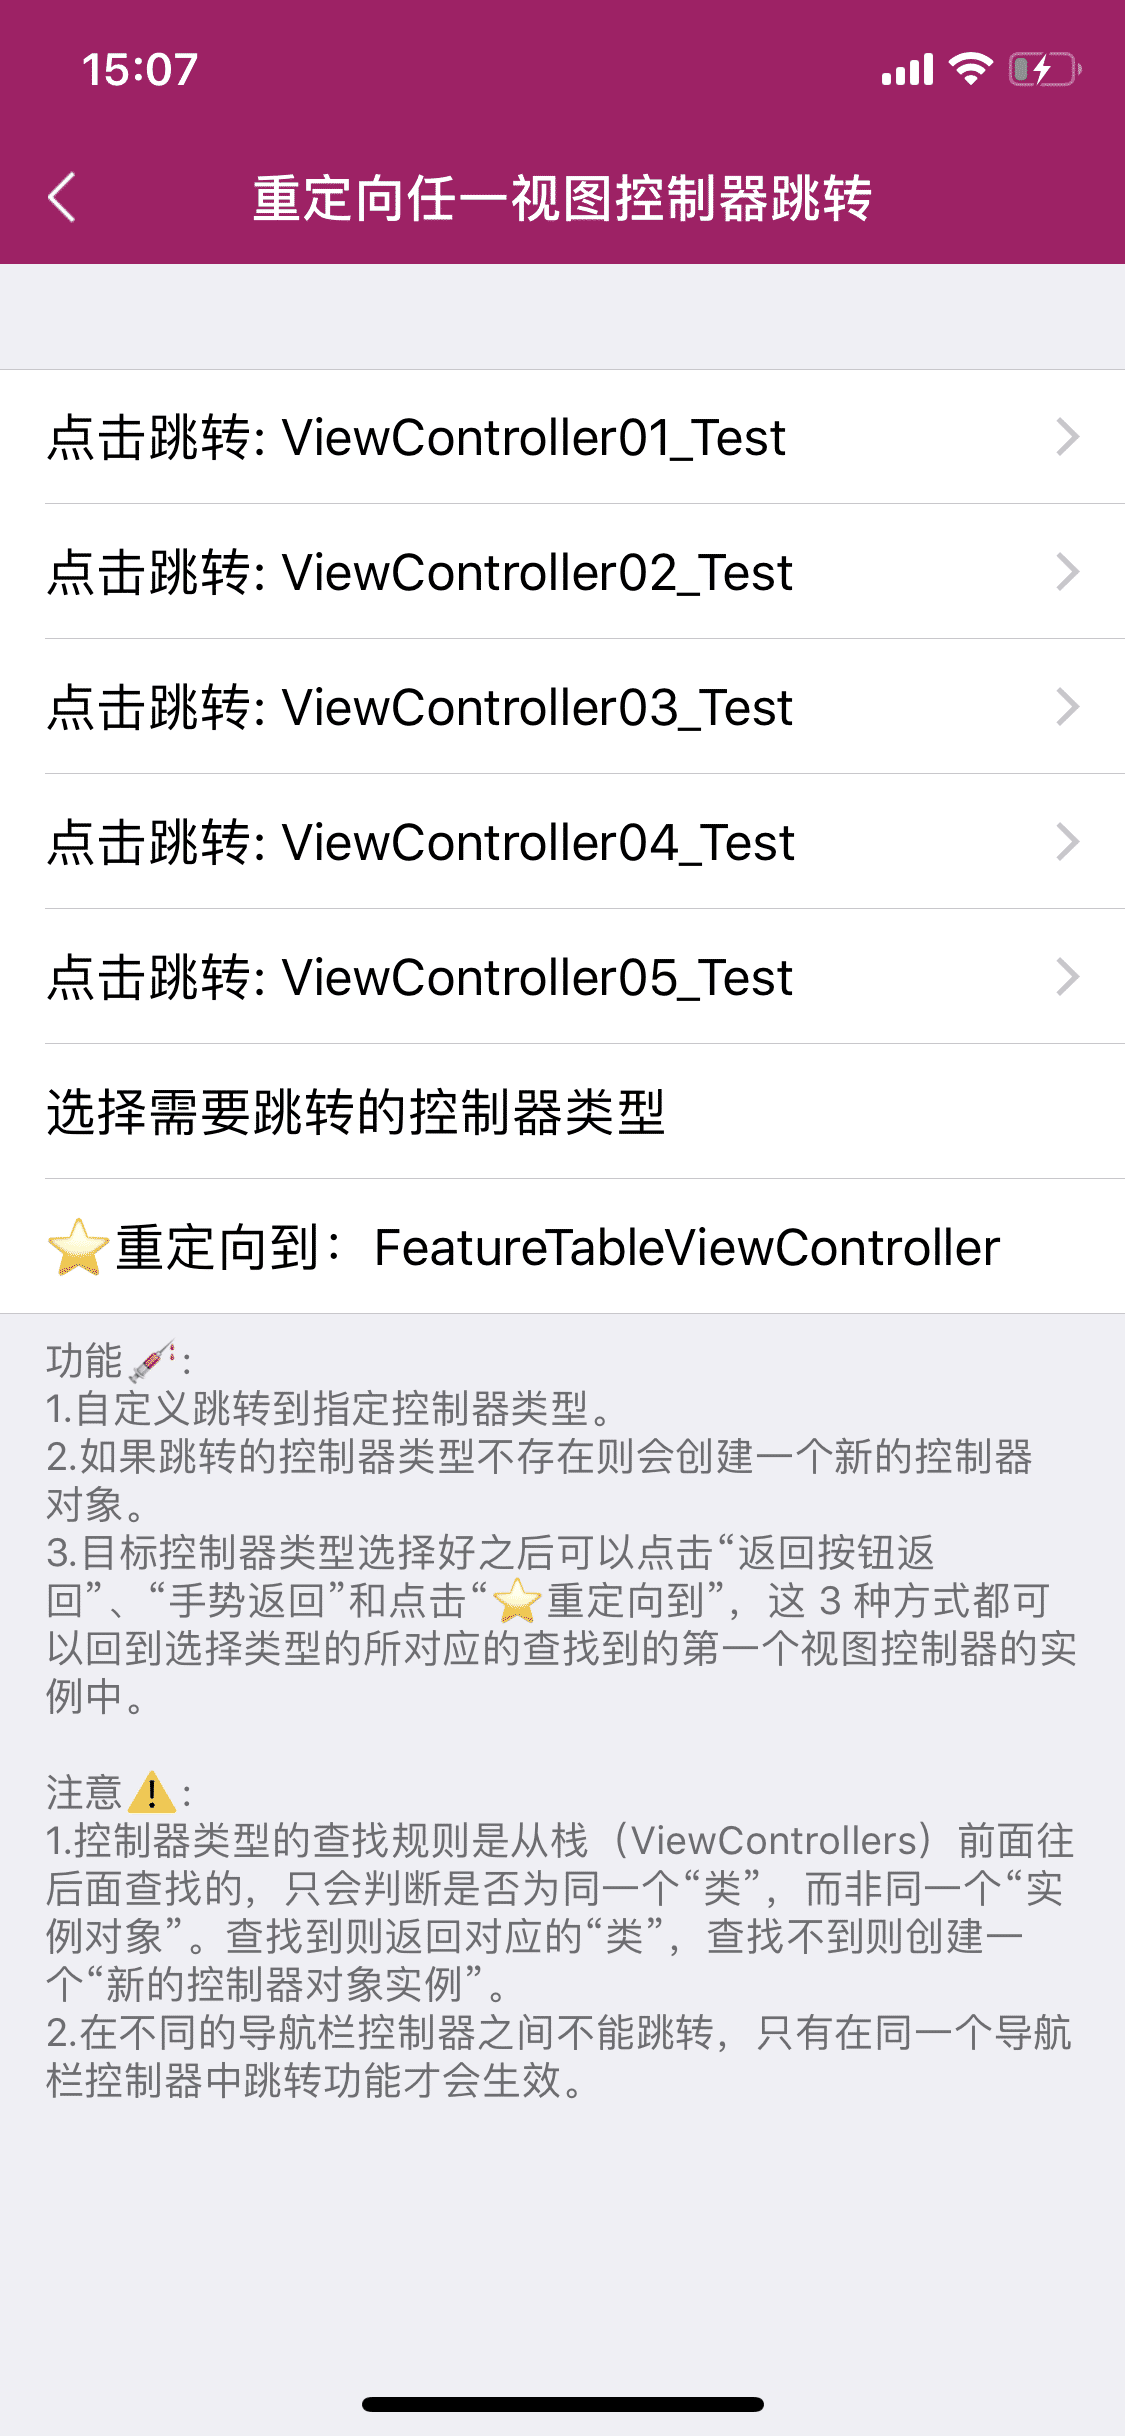 15:07
重定向任一视图控制器跳转
点击跳转: ViewController01_Test
点击跳转: ViewController02_Test
点击跳转: ViewController03_Test
点击跳转: ViewController04_Test
点击跳转: ViewController05_Test
选择需要跳转的控制器类型
⭐️重定向到：FeatureTableViewController
功能💉:
1.自定义跳转到指定控制器类型。
2.如果跳转的控制器类型不存在则会创建一个新的控制器
对象。
3.目标控制器类型选择好之后可以点击“返回按钮返
回”、“手势返回”和点击“⭐️重定向到”，这 3 种方式都可
以回到选择类型的所对应的查找到的第一个视图控制器的实
例中。
注意⚠️:
1.控制器类型的查找规则是从栈（ViewControllers）前面往
后面查找的，只会判断是否为同一个“类”，而非同一个“实
例对象”。查找到则返回对应的“类”，查找不到则创建一
个“新的控制器对象实例”。
2.在不同的导航栏控制器之间不能跳转，只有在同一个导航
栏控制器中跳转功能才会生效。